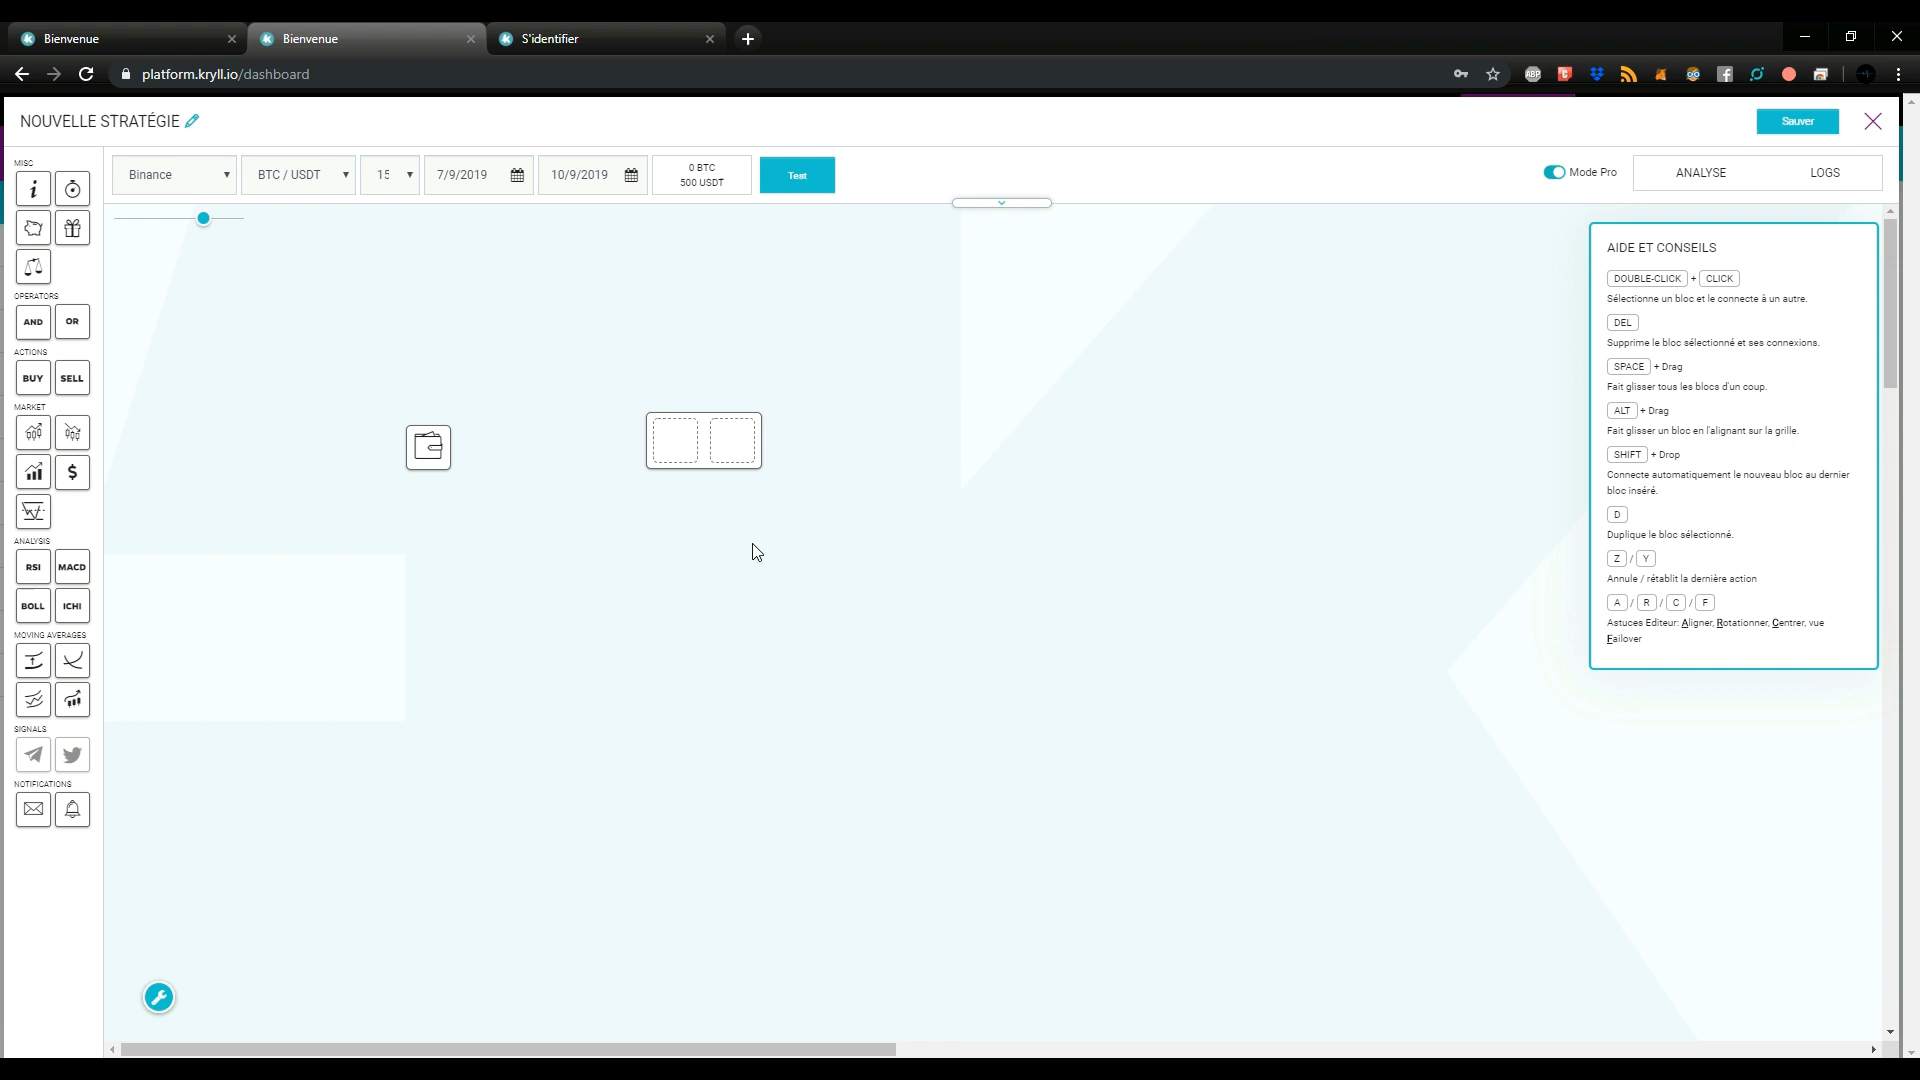 Bienvenue
Bienvenue
S'identifier
platform.kryll.io/dashboard
NOUVELLE STRATÉGIE
Sauver
MISC
Binance
BTC / USDT
15
7/9/2019
10/9/2019
0 BTC
500 USDT
Test
Mode Pro
ANALYSE
LOGS
OPERATORS
AND
OR
ACTIONS
BUY
SELL
MARKET
$
ANALYSIS
RSI
MACD
BOLL
ICHI
MOVING AVERAGES
SIGNALS
NOTIFICATIONS
AIDE ET CONSEILS
DOUBLE-CLICK + CLICK
Sélectionne un bloc et le connecte à un autre.
DEL
Supprime le bloc sélectionné et ses connexions.
SPACE + Drag
Fait glisser tous les blocs d'un coup.
ALT + Drag
Fait glisser un bloc en l'alignant sur la grille.
SHIFT + Drop
Connecte automatiquement le nouveau bloc au dernier
bloc inséré.
D
Duplique le bloc sélectionné.
Z / Y
Annule / rétablit la dernière action
A / R / C / F
Astuces Editeur: Aligner, Rotationner, Centrer, vue
Failover